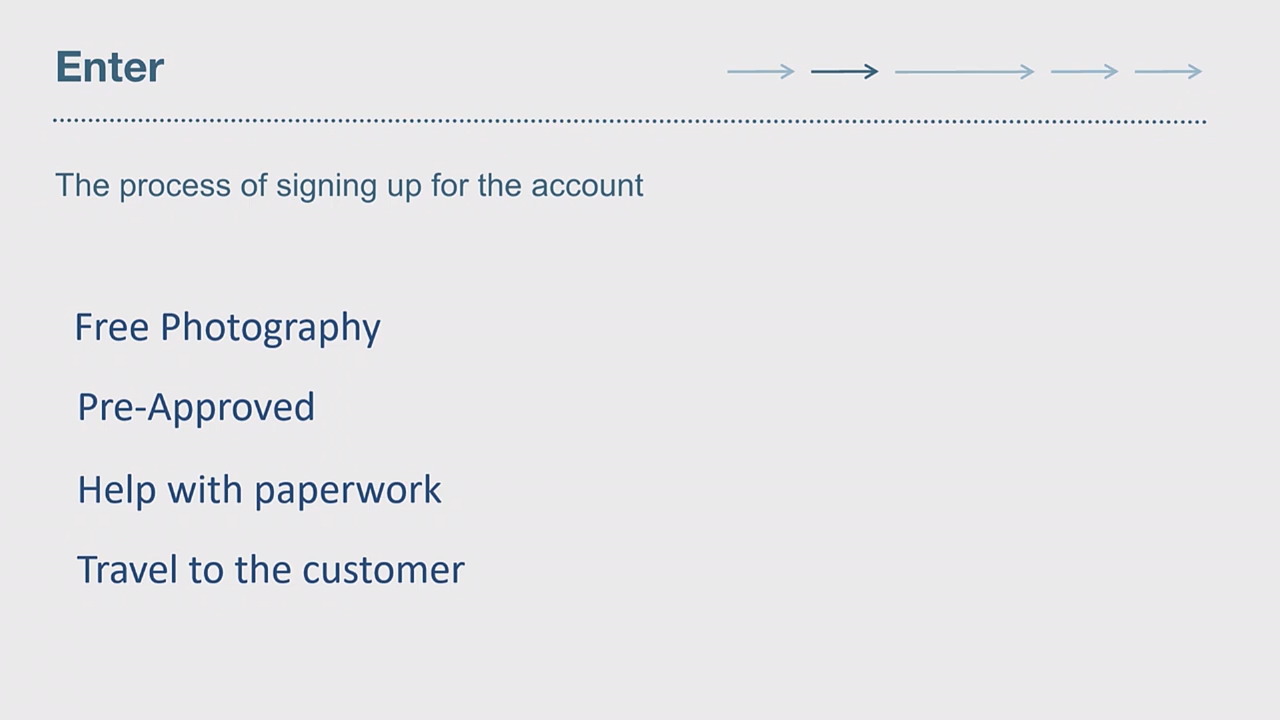 Enter
The process of signing up for the account
Free Photography
Pre-Approved
Help with paperwork
Travel to the customer